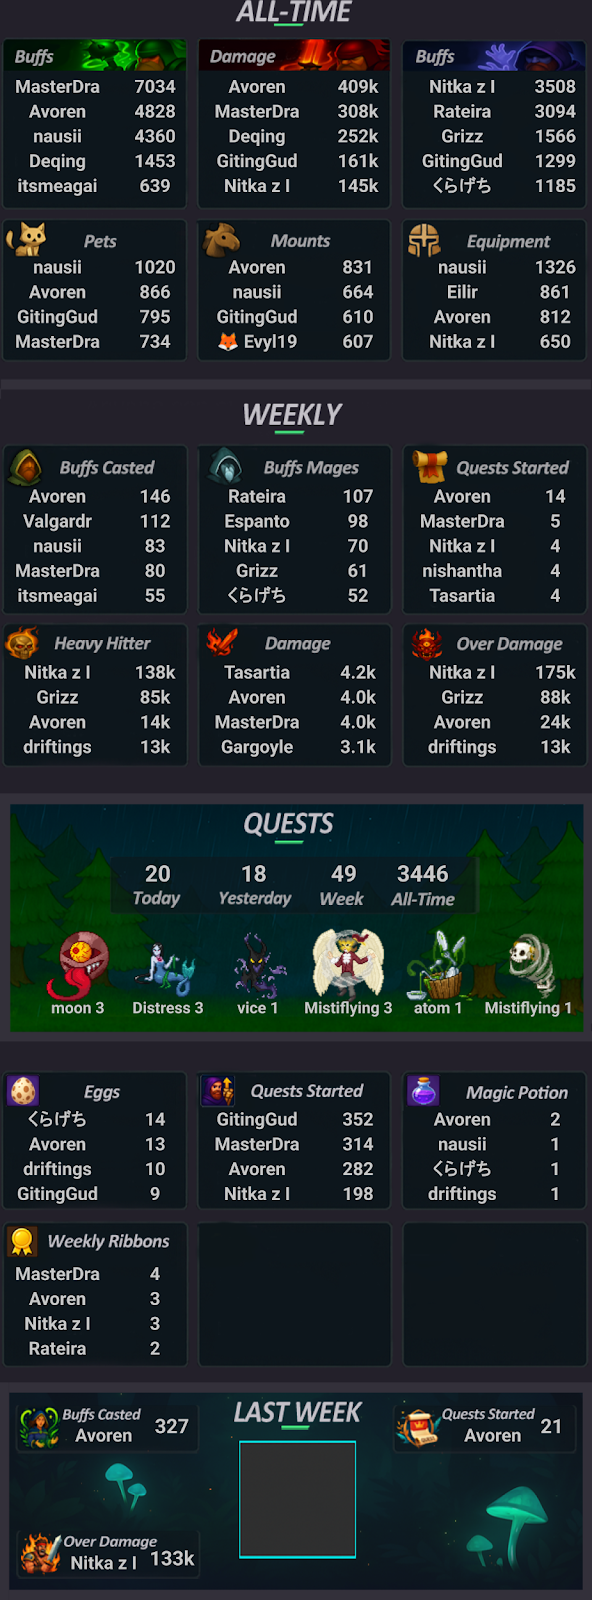 ALL-TIME
Buffs
MasterDra 7034
Avoren 4828
nausii 4360
Deqing 1453
itsmeagai 639
Damage
Avoren 409k
MasterDra 308k
Deqing 252k
GitingGud 161k
Nitka z l 145k
Buffs
Nitka z l 3508
Rateira 3094
Grizz 1566
GitingGud 1299
くらげち 1185
Pets
nausii 1020
Avoren 866
GitingGud 795
MasterDra 734
Mounts
Avoren 831
nausii 664
GitingGud 610
🦊 Evyl19 607
Equipment
nausii 1326
Eilir 861
Avoren 812
Nitka z l 650
WEEKLY
Buffs Casted
Avoren 146
Valgardr 112
nausii 83
MasterDra 80
itsmeagai 55
Buffs Mages
Rateira 107
Espanto 98
Nitka z l 70
Grizz 61
くらげち 52
Quests Started
Avoren 14
MasterDra 5
Nitka z l 4
nishantha 4
Tasartia 4
Heavy Hitter
Nitka z l 138k
Grizz 85k
Avoren 14k
driftings 13k
Damage
Tasartia 4.2k
Avoren 4.0k
MasterDra 4.0k
Gargoyle 3.1k
Over Damage
Nitka z l 175k
Grizz 88k
Avoren 24k
driftings 13k
QUESTS
20 18 49 3446
Today Yesterday Week All-Time
moon 3 Distress 3 vice 1 Mistiflying 3 atom 1 Mistiflying 1
Eggs
くらげち 14
Avoren 13
driftings 10
GitingGud 9
Quests Started
GitingGud 352
MasterDra 314
Avoren 282
Nitka z l 198
Magic Potion
Avoren 2
nausii 1
くらげち 1
driftings 1
Weekly Ribbons
MasterDra 4
Avoren 3
Nitka z l 3
Rateira 2
LAST WEEK
Buffs Casted
Avoren 327
Quests Started
Avoren 21
Over Damage
Nitka z l 133k